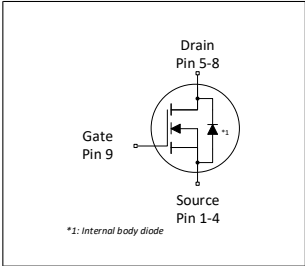 Drain
Pin 5-8
*1
Gate
Pin 9
Source
Pin 1-4
*1: Internal body diode